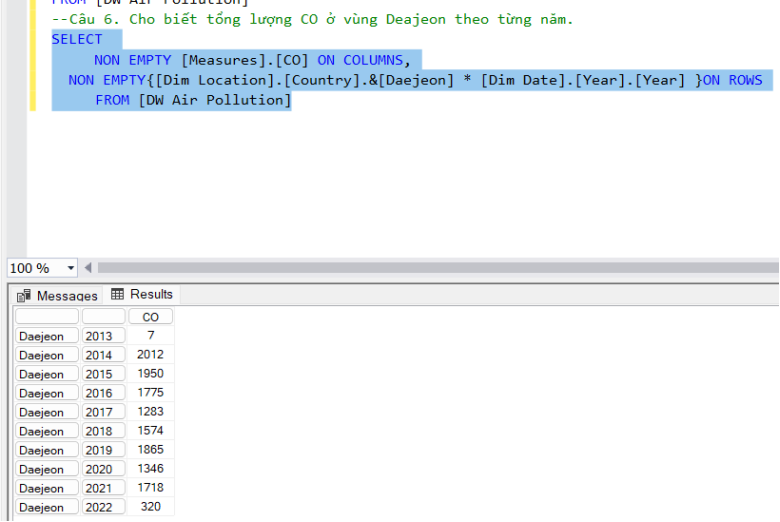 FROM [DW Air Pollution]
--Câu 6. Cho biết tổng lượng CO ở vùng Deajeon theo từng năm.
SELECT
NON EMPTY [Measures].[CO] ON COLUMNS,
NON EMPTY{[Dim Location].[Country].&[Daejeon] * [Dim Date].[Year].[Year] }ON ROWS
FROM [DW Air Pollution]
100 %
Messages Results
CO
Daejeon 2013 7
Daejeon 2014 2012
Daejeon 2015 1950
Daejeon 2016 1775
Daejeon 2017 1283
Daejeon 2018 1574
Daejeon 2019 1865
Daejeon 2020 1346
Daejeon 2021 1718
Daejeon 2022 320